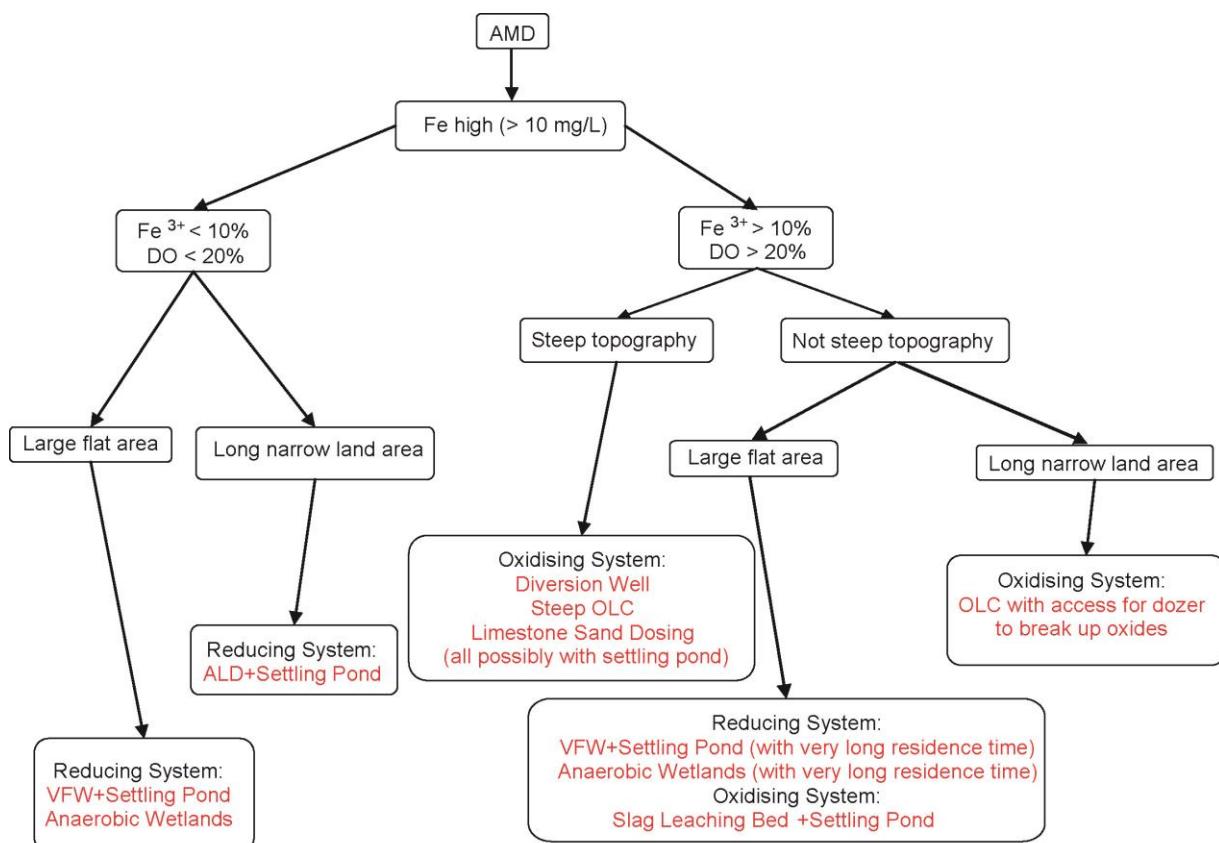 AMD
Fe high (> 10 mg/L)
Fe 3+ < 10%
DO < 20%
Fe 3+ > 10%
DO > 20%
Steep topography
Not steep topography
Large flat area
Long narrow land area
Large flat area
Long narrow land area
Oxidising System:
Diversion Well
Steep OLC
Limestone Sand Dosing
(all possibly with settling pond)
Oxidising System:
OLC with access for dozer
to break up oxides
Reducing System:
ALD+Settling Pond
Reducing System:
VFW+Settling Pond (with very long residence time)
Anaerobic Wetlands (with very long residence time)
Oxidising System:
Slag Leaching Bed +Settling Pond
Reducing System:
VFW+Settling Pond
Anaerobic Wetlands